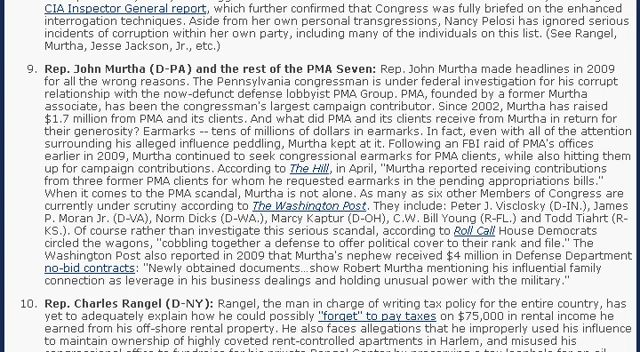 CIA Inspector General report, which further confirmed that Congress was fully briefed on the enhanced
interrogation techniques. Aside from her own personal transgressions, Nancy Pelosi has ignored serious
incidents of corruption within her own party, including many of the individuals on this list. (See Rangel,
Murtha, Jesse Jackson, Jr., etc.)
9. Rep. John Murtha (D-PA) and the rest of the PMA Seven: Rep. John Murtha made headlines in 2009
for all the wrong reasons. The Pennsylvania congressman is under federal investigation for his corrupt
relationship with the now-defunct defense lobbyist PMA Group. PMA, founded by a former Murtha
associate, has been the congressman's largest campaign contributor. Since 2002, Murtha has raised
$1.7 million from PMA and its clients. And what did PMA and its clients receive from Murtha in return for
their generosity? Earmarks -- tens of millions of dollars in earmarks. In fact, even with all of the attention
surrounding his alleged influence peddling, Murtha kept at it. Following an FBI raid of PMA's offices
earlier in 2009, Murtha continued to seek congressional earmarks for PMA clients, while also hitting them
up for campaign contributions. According to The Hill, in April, "Murtha reported receiving contributions
from three former PMA clients for whom he requested earmarks in the pending appropriations bills."
When it comes to the PMA scandal, Murtha is not alone. As many as six other Members of Congress are
currently under scrutiny according to The Washington Post. They include: Peter J. Visclosky (D-IN.), James
P. Moran Jr. (D-VA), Norm Dicks (D-WA.), Marcy Kaptur (D-OH), C.W. Bill Young (R-FL.) and Todd Tiahrt (R-
KS.). Of course rather than investigate this serious scandal, according to Roll Call House Democrats
circled the wagons, "cobbling together a defense to offer political cover to their rank and file." The
Washington Post also reported in 2009 that Murtha's nephew received $4 million in Defense Department
no-bid contracts: "Newly obtained documents...show Robert Murtha mentioning his influential family
connection as leverage in his business dealings and holding unusual power with the military."
10. Rep. Charles Rangel (D-NY): Rangel, the man in charge of writing tax policy for the entire country, has
yet to adequately explain how he could possibly "forget" to pay taxes on $75,000 in rental income he
earned from his off-shore rental property. He also faces allegations that he improperly used his influence
to maintain ownership of highly coveted rent-controlled apartments in Harlem, and misused his